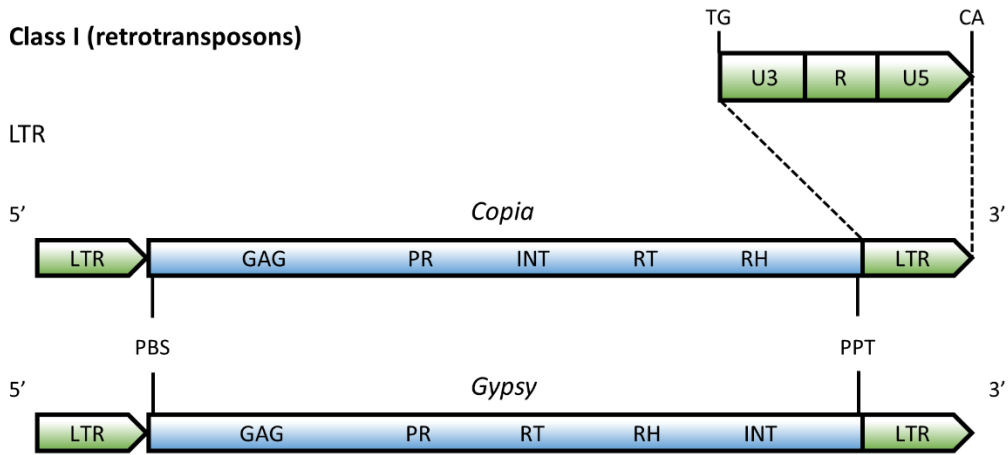 TG CA
Class I (retrotransposons)
U3 R U5
LTR
5’ Copia 3’
LTR GAG PR INT RT RH LTR
PBS PPT
5’ Gypsy 3’
LTR GAG PR RT RH INT LTR